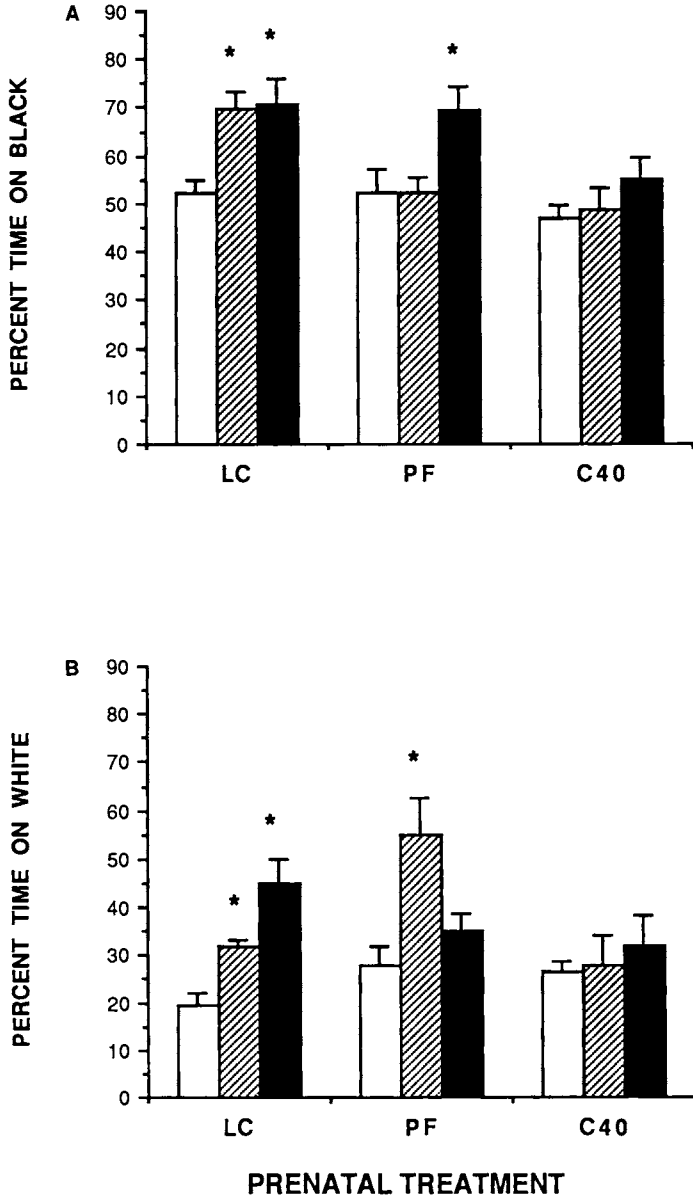 A
PERCENT TIME ON BLACK
90
80
70
60
50
40
30
20
10
0
* * *
LC PF C40
B
PERCENT TIME ON WHITE
90
80
70
60
50
40
30
20
10
0
* * *
LC PF C40
PRENATAL TREATMENT